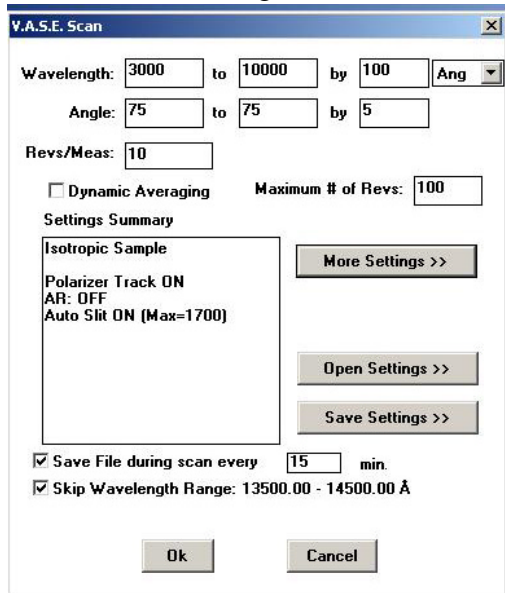 V.A.S.E. Scan
Wavelength: 3000 to 10000 by 100 Ang
Angle: 75 to 75 by 5
Revs/Meas: 10
Dynamic Averaging Maximum # of Revs: 100
Settings Summary
Isotropic Sample
Polarizer Track ON
AR: OFF
Auto Slit ON (Max=1700)
More Settings >>
Open Settings >>
Save Settings >>
Save File during scan every 15 min.
Skip Wavelength Range: 13500.00 - 14500.00 Å
Ok Cancel